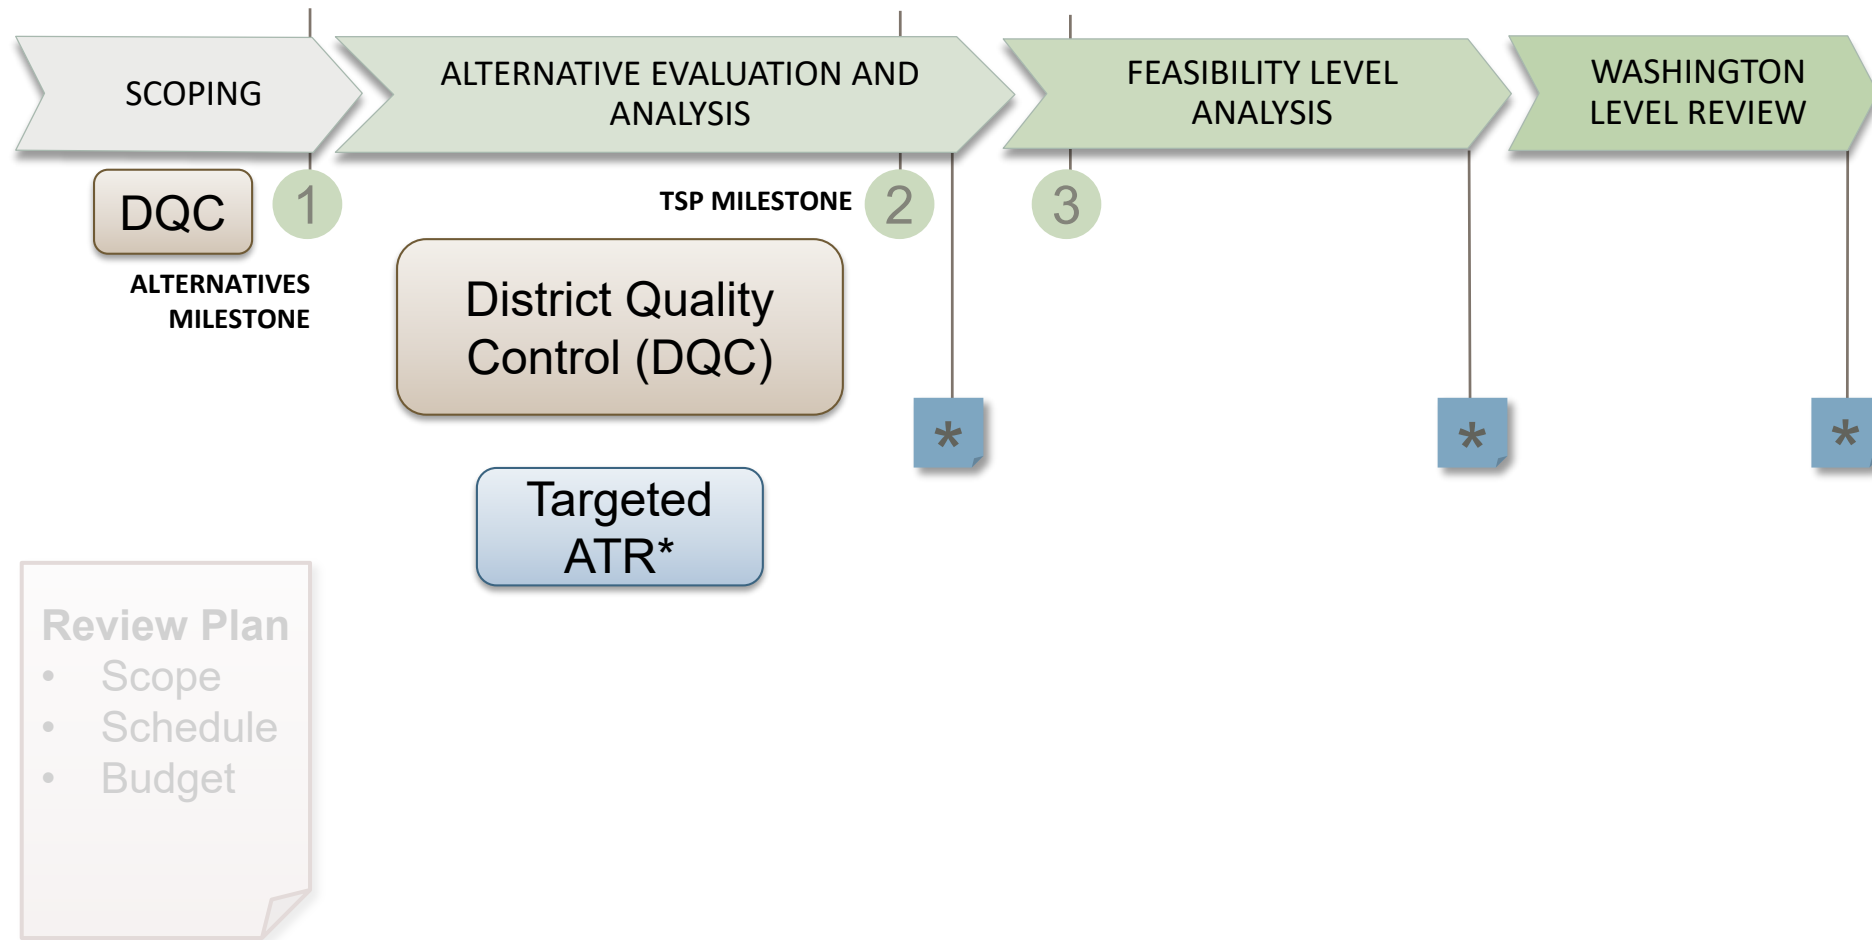 SCOPING
ALTERNATIVE EVALUATION AND
ANALYSIS
FEASIBILITY LEVEL
ANALYSIS
WASHINGTON
LEVEL REVIEW
DQC
1
TSP MILESTONE
2
3
ALTERNATIVES
MILESTONE
District Quality
Control (DQC)
*
*
*
Targeted
ATR*
Review Plan
• Scope
• Schedule
• Budget